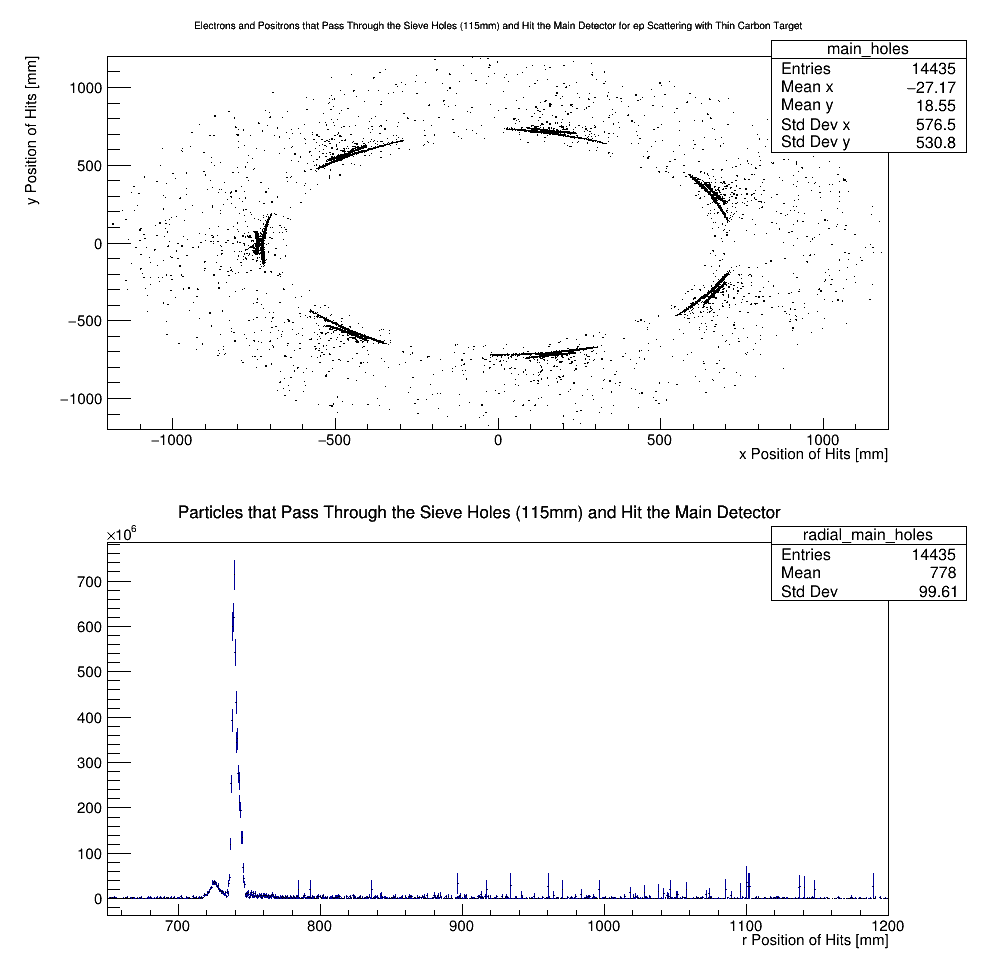 Electrons and Positrons that Pass Through the Sieve Holes (115mm) and Hit the Main Detector for ep Scattering with Thin Carbon Target
main_holes
Entries 14435
Mean x −27.17
Mean y 18.55
Std Dev x 576.5
Std Dev y 530.8
y Position of Hits [mm]
1000
500
0
−500
−1000
−1000 −500 0 500 1000
x Position of Hits [mm]
Particles that Pass Through the Sieve Holes (115mm) and Hit the Main Detector
×10^6
radial_main_holes
Entries 14435
Mean 778
Std Dev 99.61
700
600
500
400
300
200
100
0
700 800 900 1000 1100 1200
r Position of Hits [mm]